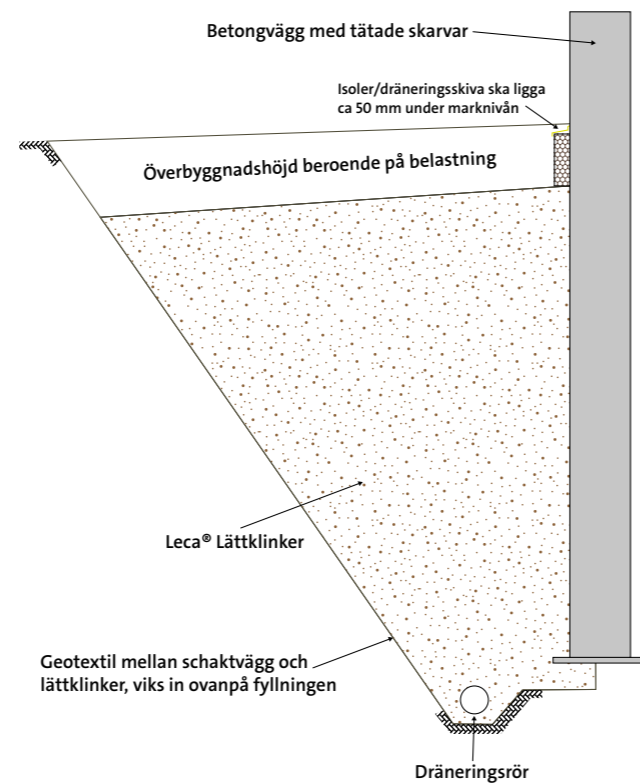 Betongvägg med tätade skarvar
Isoler/dräneringsskiva ska ligga
ca 50 mm under marknivån
Överbyggnadshöjd beroende på belastning
Leca® Lättklinker
Geotextil mellan schaktvägg och
lättklinker, viks in ovanpå fyllningen
Dräneringsrör